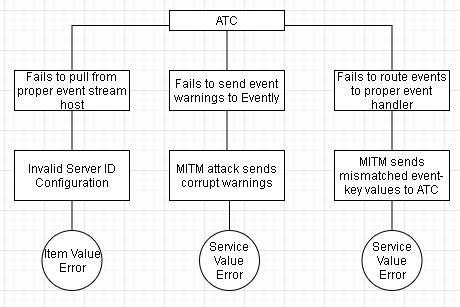 ATC
Fails to pull from
proper event stream
host
Fails to send event
warnings to Evently
Fails to route events
to proper event
handler
Invalid Server ID
Configuration
MITM attack sends
corrupt warnings
MITM sends
mismatched event-
key values to ATC
Item Value
Error
Service
Value
Error
Service
Value
Error